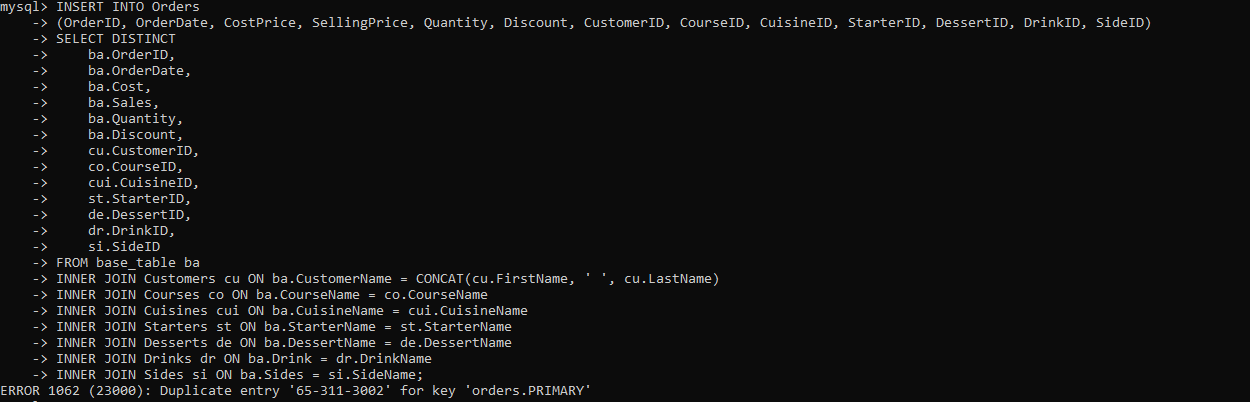 mysql> INSERT INTO Orders
    -> (OrderID, OrderDate, CostPrice, SellingPrice, Quantity, Discount, CustomerID, CourseID, CuisineID, StarterID, DessertID, DrinkID, SideID)
    -> SELECT DISTINCT
    ->     ba.OrderID,
    ->     ba.OrderDate,
    ->     ba.Cost,
    ->     ba.Sales,
    ->     ba.Quantity,
    ->     ba.Discount,
    ->     cu.CustomerID,
    ->     co.CourseID,
    ->     cui.CuisineID,
    ->     st.StarterID,
    ->     de.DessertID,
    ->     dr.DrinkID,
    ->     si.SideID
    -> FROM base_table ba
    -> INNER JOIN Customers cu ON ba.CustomerName = CONCAT(cu.FirstName, ' ', cu.LastName)
    -> INNER JOIN Courses co ON ba.CourseName = co.CourseName
    -> INNER JOIN Cuisines cui ON ba.CuisineName = cui.CuisineName
    -> INNER JOIN Starters st ON ba.StarterName = st.StarterName
    -> INNER JOIN Desserts de ON ba.DessertName = de.DessertName
    -> INNER JOIN Drinks dr ON ba.Drink = dr.DrinkName
    -> INNER JOIN Sides si ON ba.Sides = si.SideName;
ERROR 1062 (23000): Duplicate entry '65-311-3002' for key 'orders.PRIMARY'